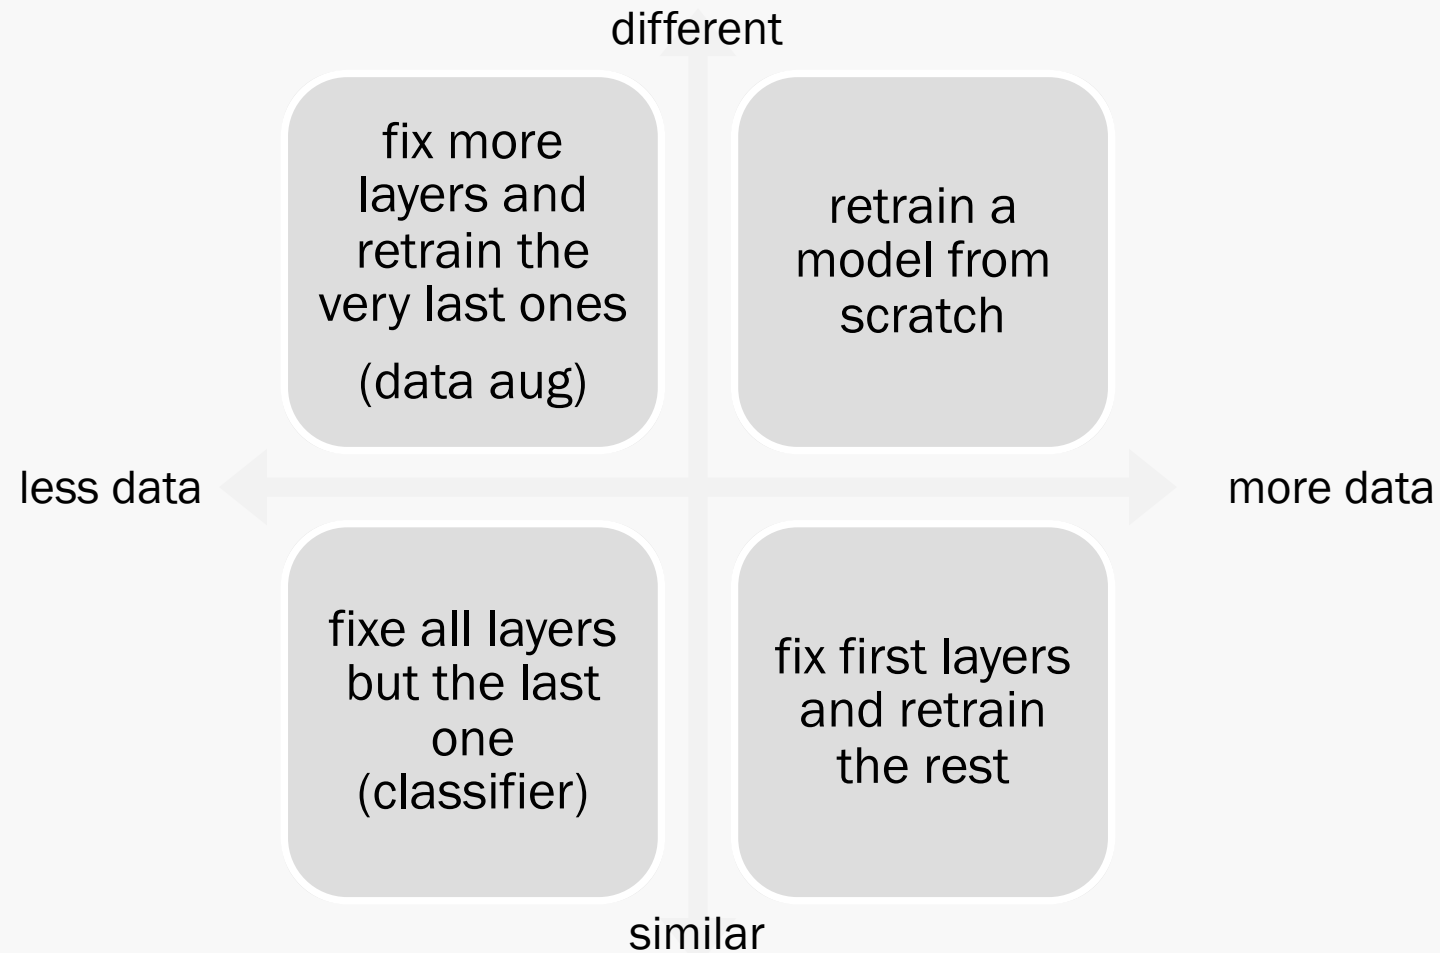 different
fix more
layers and
retrain the
very last ones
(data aug)
retrain a
model from
scratch
less data
more data
fixe all layers
but the last
one
(classifier)
fix first layers
and retrain
the rest
similar